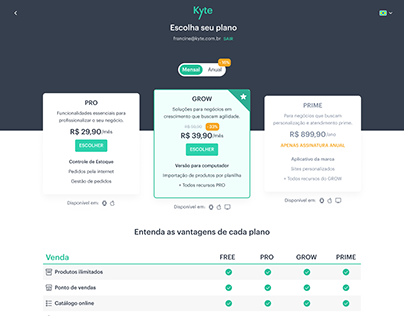 Kyte
Escolha seu plano
francine@kyte.com.br
Mensal
Anual
PRO
Funcionalidades essenciais para
profissionalizar o seu negócio.
R$ 29,90/mês
ESCOLHER
Controle de Estoque
Pedidos pela internet
Gestão de pedidos
Disponível em:
GROW
Soluções para negócios em
crescimento que buscam agilidade.
R$ 39,90/mês
ESCOLHER
Versão para computador
Importação de produtos por planilha
+ Todos recursos PRO
Disponível em:
PRIME
Para negócios que buscam
personalização e atendimento prime.
R$ 899,90/ano
APENAS ASSINATURA ANUAL
Aplicativo da marca
Sites personalizados
+ Todos recursos do GROW
Disponível em:
Entenda as vantagens de cada plano
Venda FREE PRO GROW PRIME
Produtos ilimitados
Ponto de vendas
Catálogo online